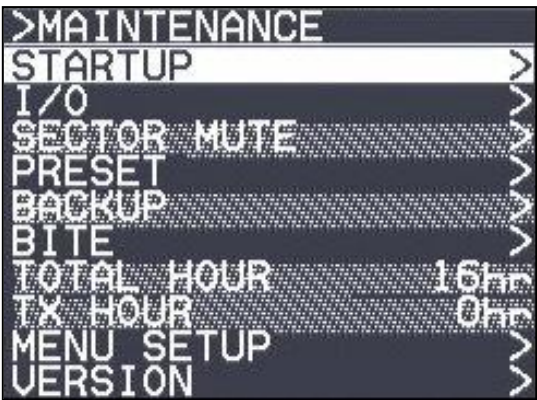 >MAINTENANCE
STARTUP >
I/O >
SECTOR MUTE >
PRESET >
BACKUP >
BITE >
TOTAL HOUR 16hr
TX HOUR 0hr
MENU SETUP >
VERSION >